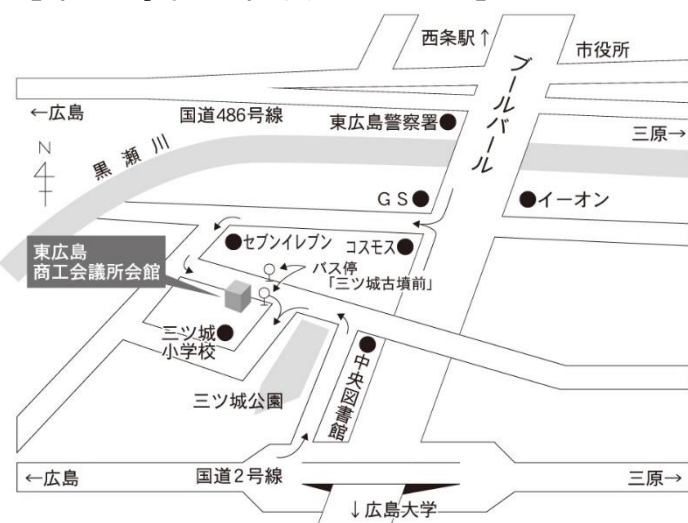 西条駅↑
市役所
ブールバール
←広島
国道486号線
東広島警察署
三原→
N
黒瀬川
GS
イーオン
セブンイレブン
コスモス
東広島
商工会議所会館
バス停
「三ツ城古墳前」
三ツ城
小学校
中央図書館
三ツ城公園
←広島
国道2号線
三原→
↓広島大学